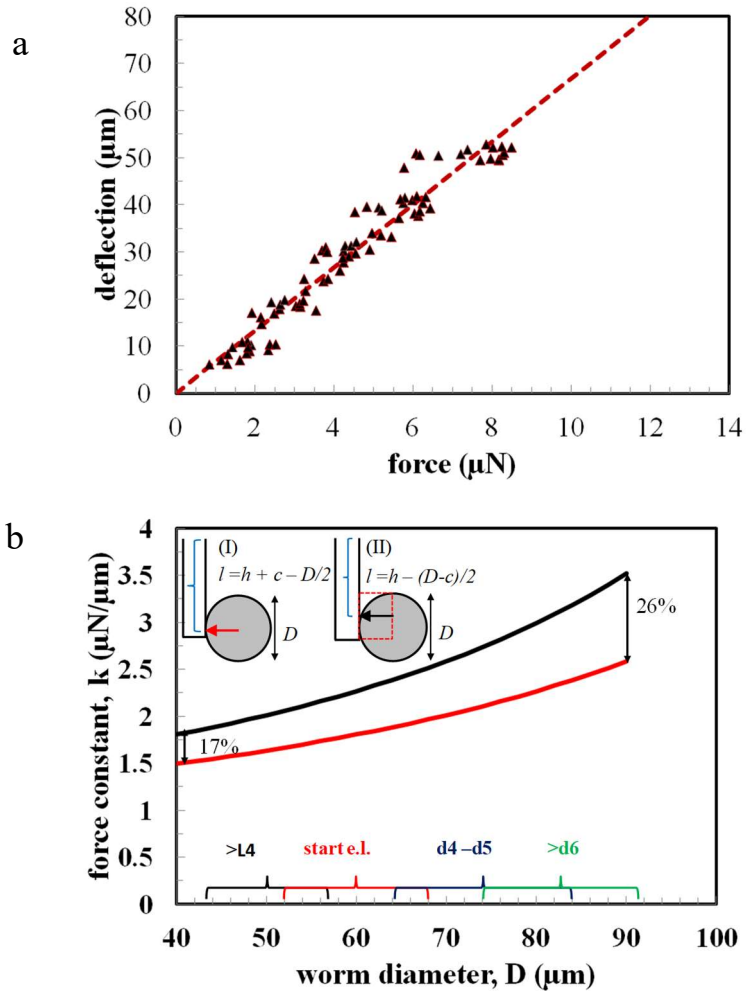 a
80
70
60
50
40
30
20
10
0
deflection (μm)
0 2 4 6 8 10 12 14
force (μN)
b
4
3.5
3
2.5
2
1.5
1
0.5
0
force constant, k (μN/μm)
(I)
l =h + c – D/2
D
(II)
l =h – (D-c)/2
D
26%
17%
>L4 start e.l. d4 –d5 >d6
40 50 60 70 80 90 100
worm diameter, D (μm)